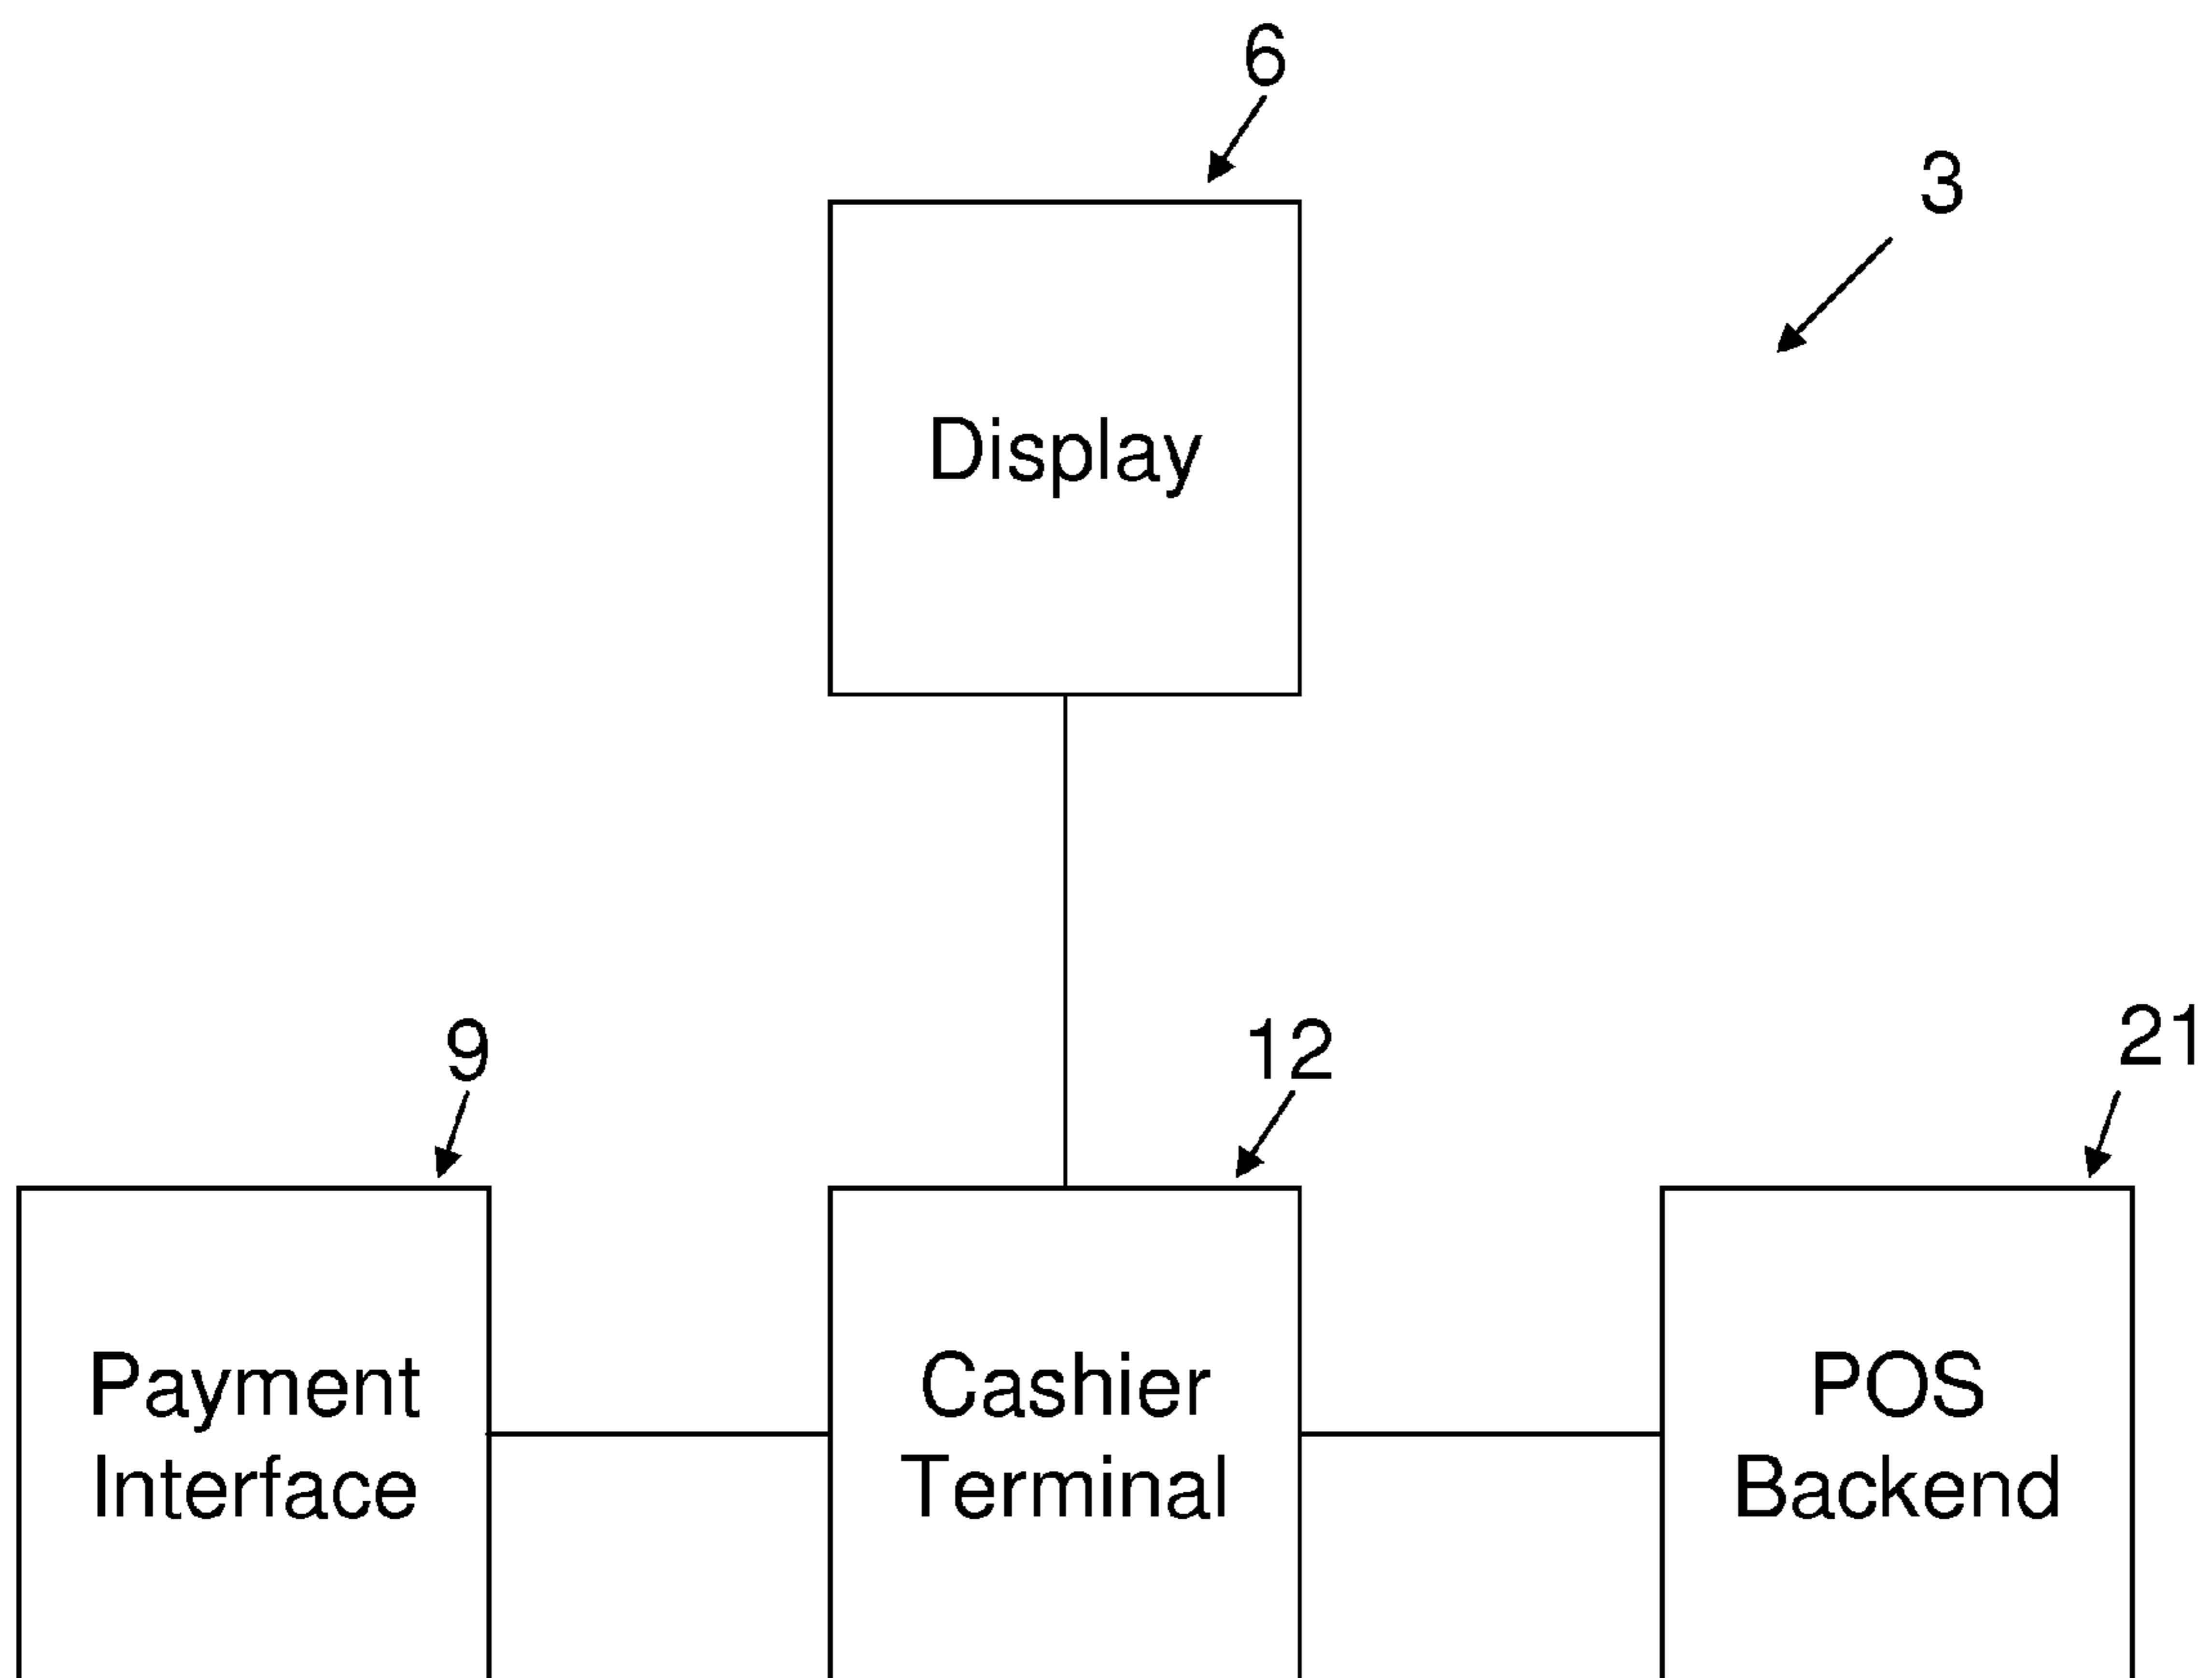 6
3
Display
9
12
21
Payment
Interface
Cashier
Terminal
POS
Backend